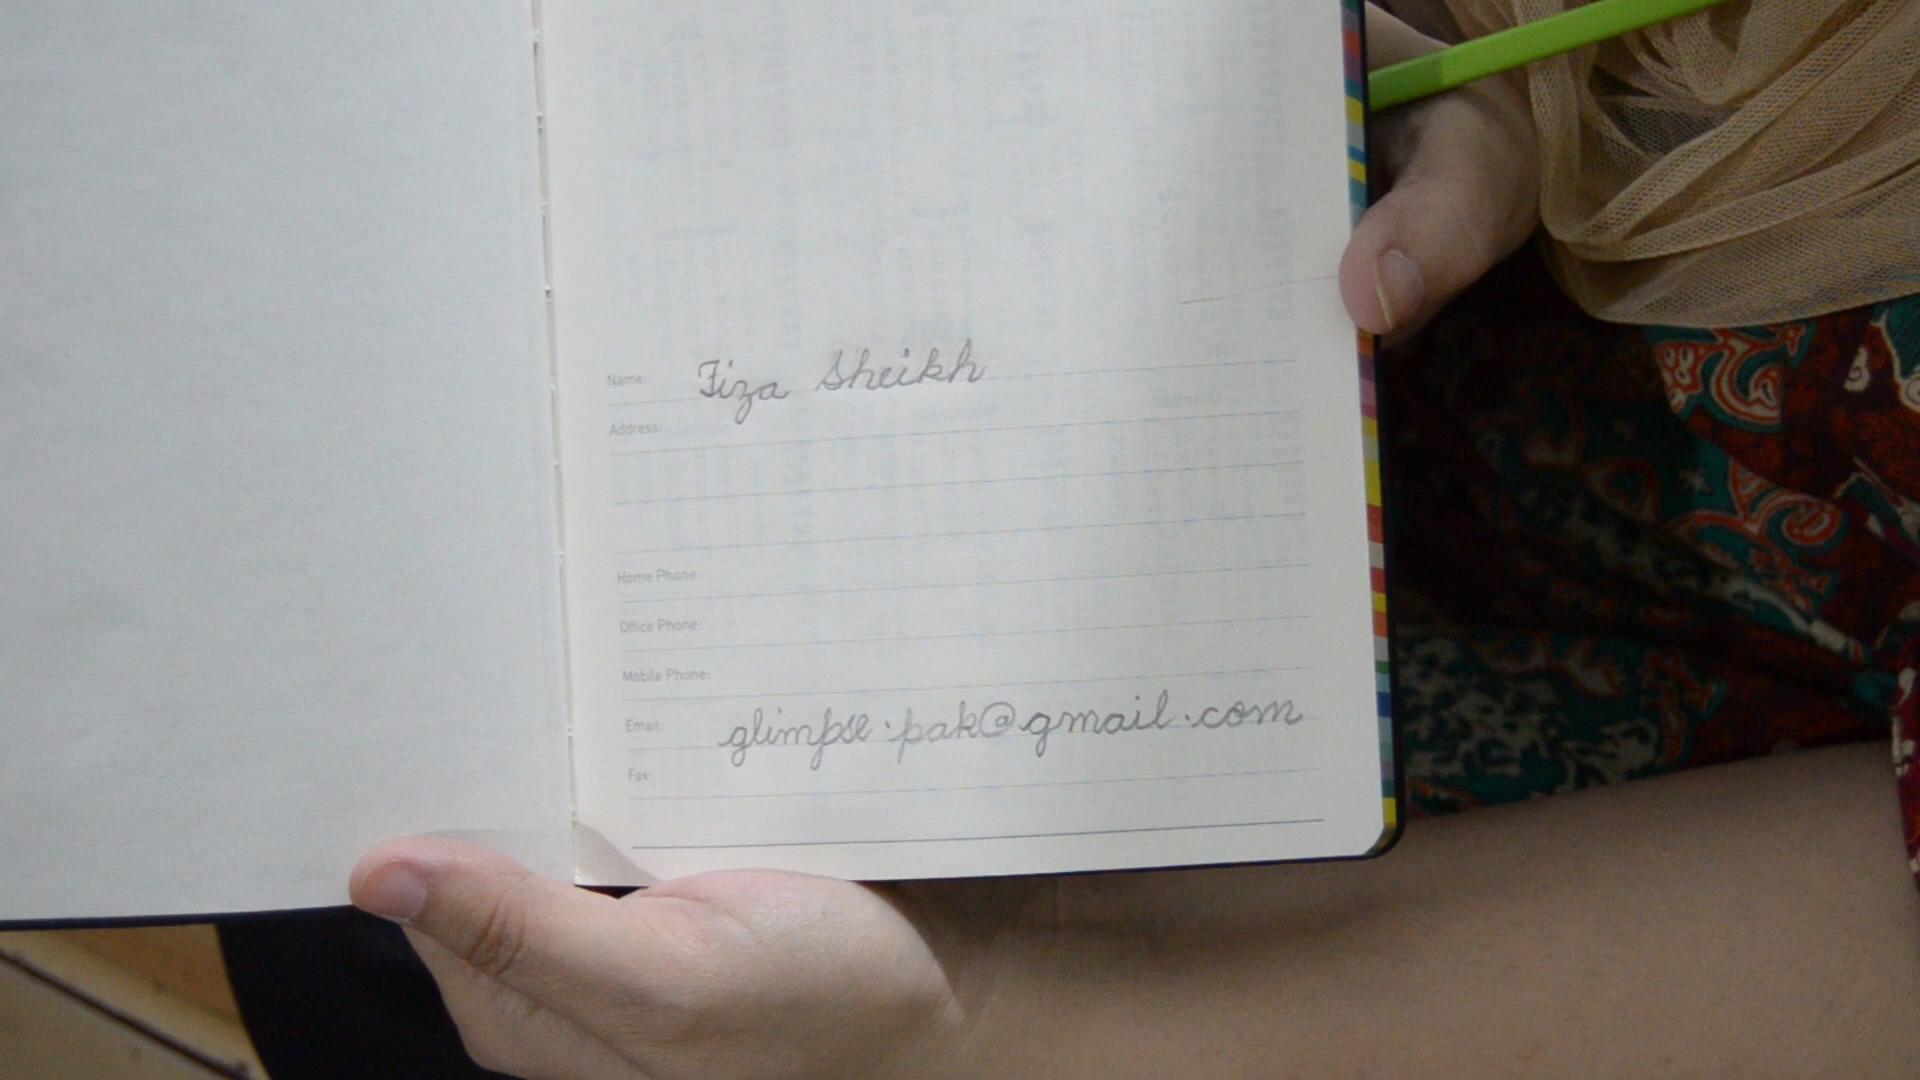 Name: Fiza Sheikh
Address:
Home Phone:
Office Phone:
Mobile Phone:
Email: glimpse.pak@gmail.com
Fax: